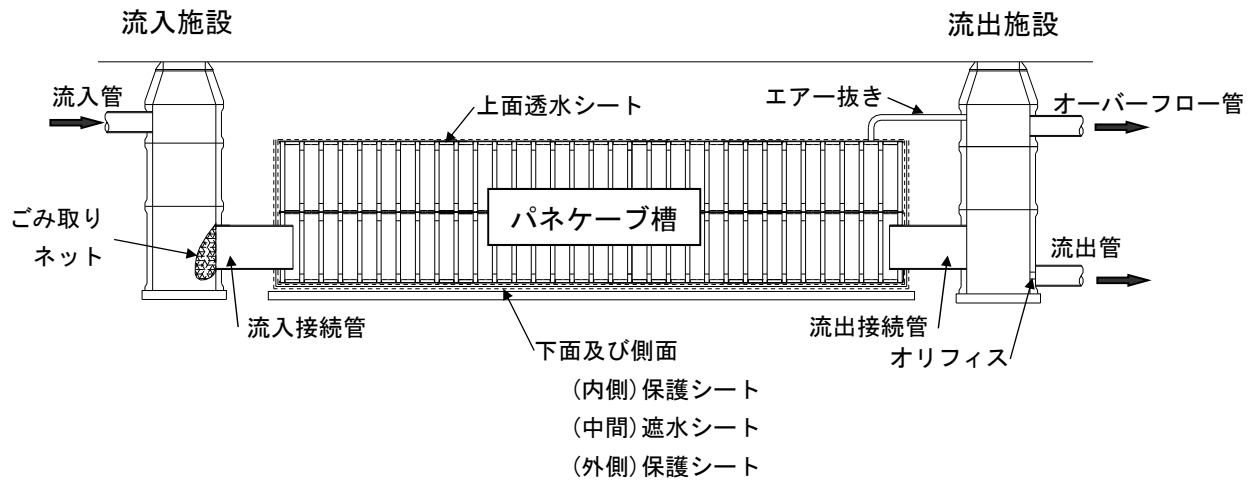 流入施設
流出施設
流入管
上面透水シート
エアー抜き
オーバーフロー管
ごみ取り
ネット
パネケーブ槽
流出管
流入接続管
流出接続管
オリフィス
下面及び側面
(内側)保護シート
(中間)遮水シート
(外側)保護シート